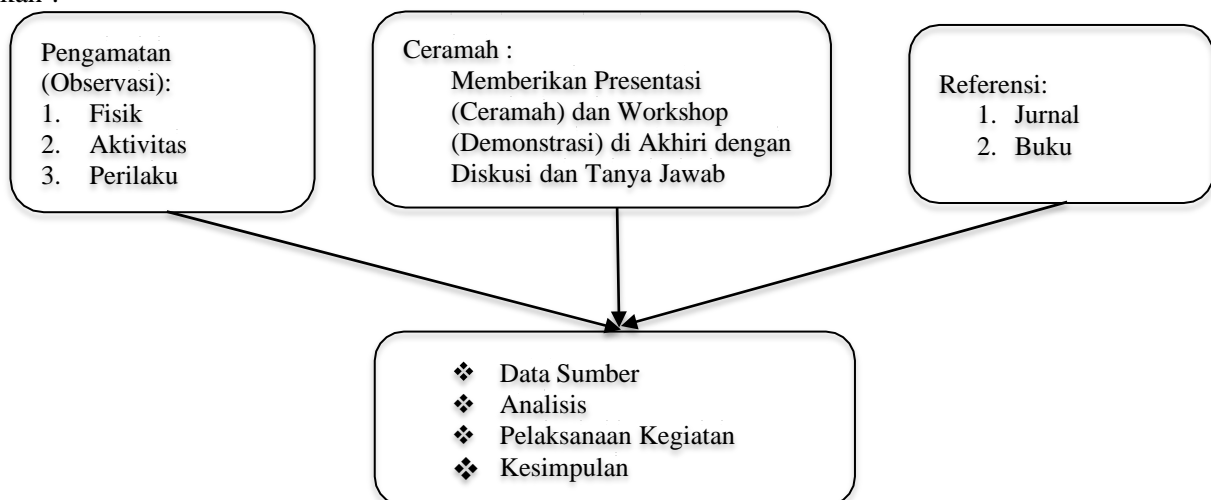 Pengamatan
(Observasi):
1. Fisik
2. Aktivitas
3. Perilaku
Ceramah :
Memberikan Presentasi
(Ceramah) dan Workshop
(Demonstrasi) di Akhiri dengan
Diskusi dan Tanya Jawab
Referensi:
1. Jurnal
2. Buku
❖ Data Sumber
❖ Analisis
❖ Pelaksanaan Kegiatan
❖ Kesimpulan